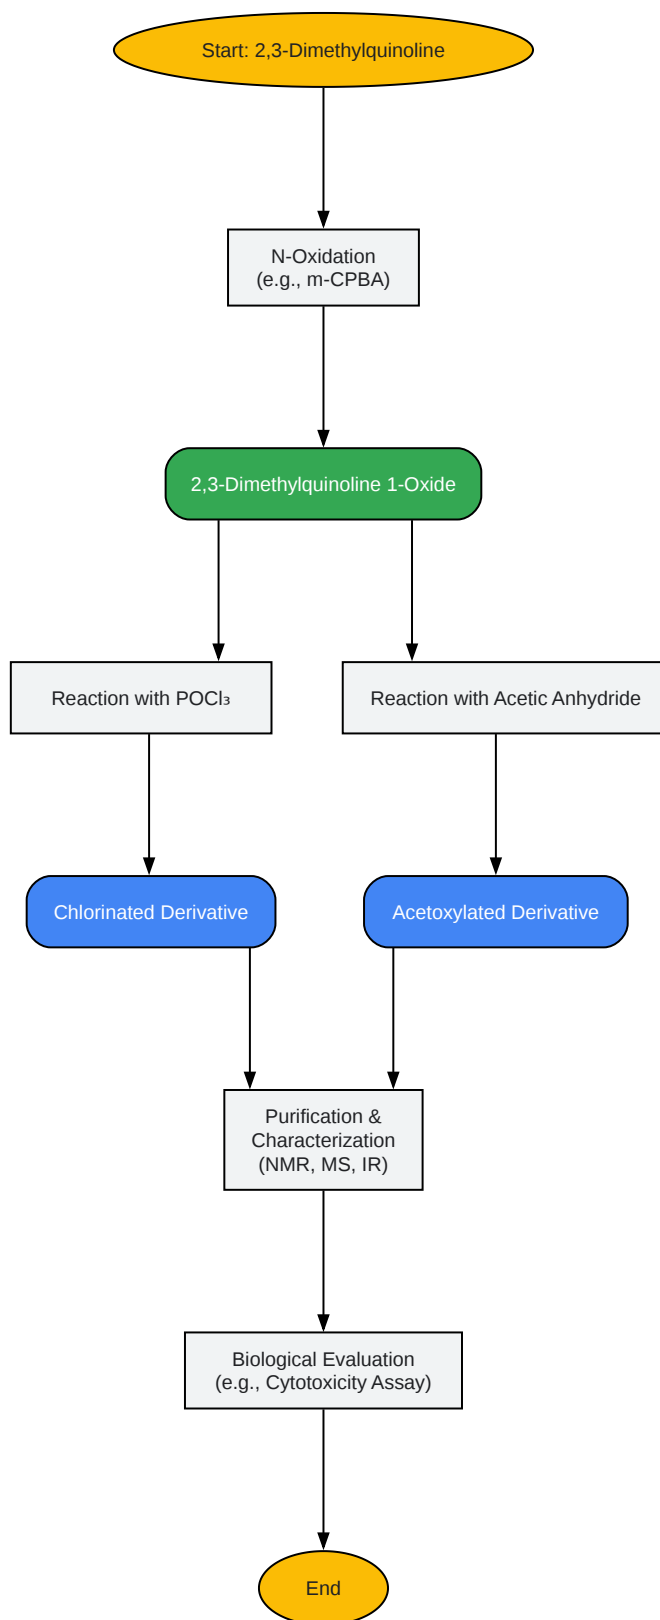 Start: 2,3-Dimethylquinoline
N-Oxidation
(e.g., m-CPBA)
2,3-Dimethylquinoline 1-Oxide
Reaction with POCl₃
Reaction with Acetic Anhydride
Chlorinated Derivative
Acetoxylated Derivative
Purification &
Characterization
(NMR, MS, IR)
Biological Evaluation
(e.g., Cytotoxicity Assay)
End